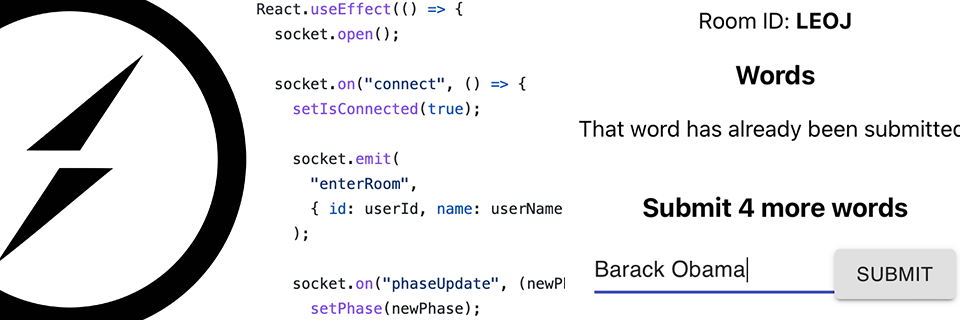 React.useEffect(() => {
socket.open();
socket.on("connect", () => {
setIsConnected(true);
socket.emit(
"enterRoom",
{ id: userId, name: userName
);
socket.on("phaseUpdate", (newP
setPhase(newPhase);
Room ID: LEOJ
Words
That word has already been submitted
Submit 4 more words
Barack Obama
SUBMIT